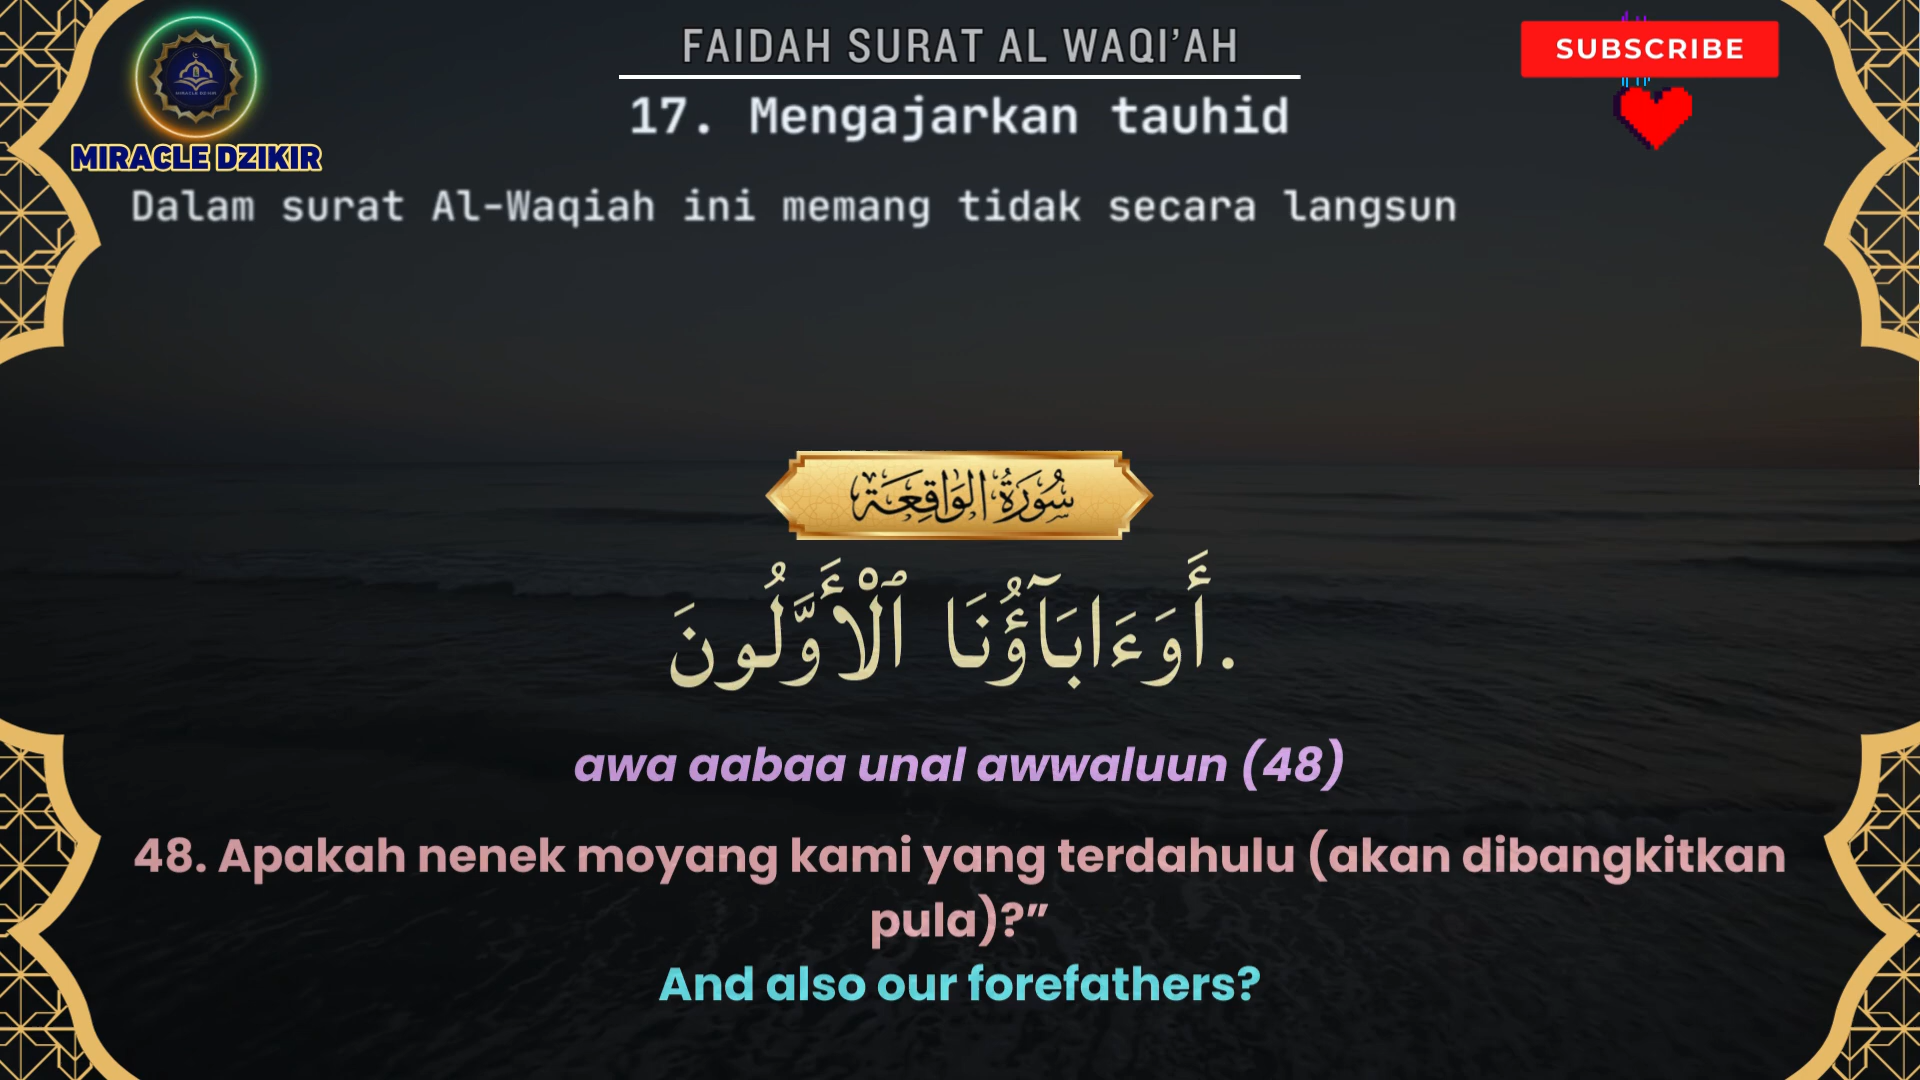 FAIDAH SURAT AL WAQI’AH
SUBSCRIBE
17. Mengajarkan tauhid
MIRACLE DZIKIR
Dalam surat Al-Waqiah ini memang tidak secara langsun
سُورَةُ الوَاقِعَة
أَوَءَابَآؤُنَا ٱلْأَوَّلُونَ.
awa aabaa unal awwaluun (48)
48. Apakah nenek moyang kami yang terdahulu (akan dibangkitkan
pula)?”
And also our forefathers?